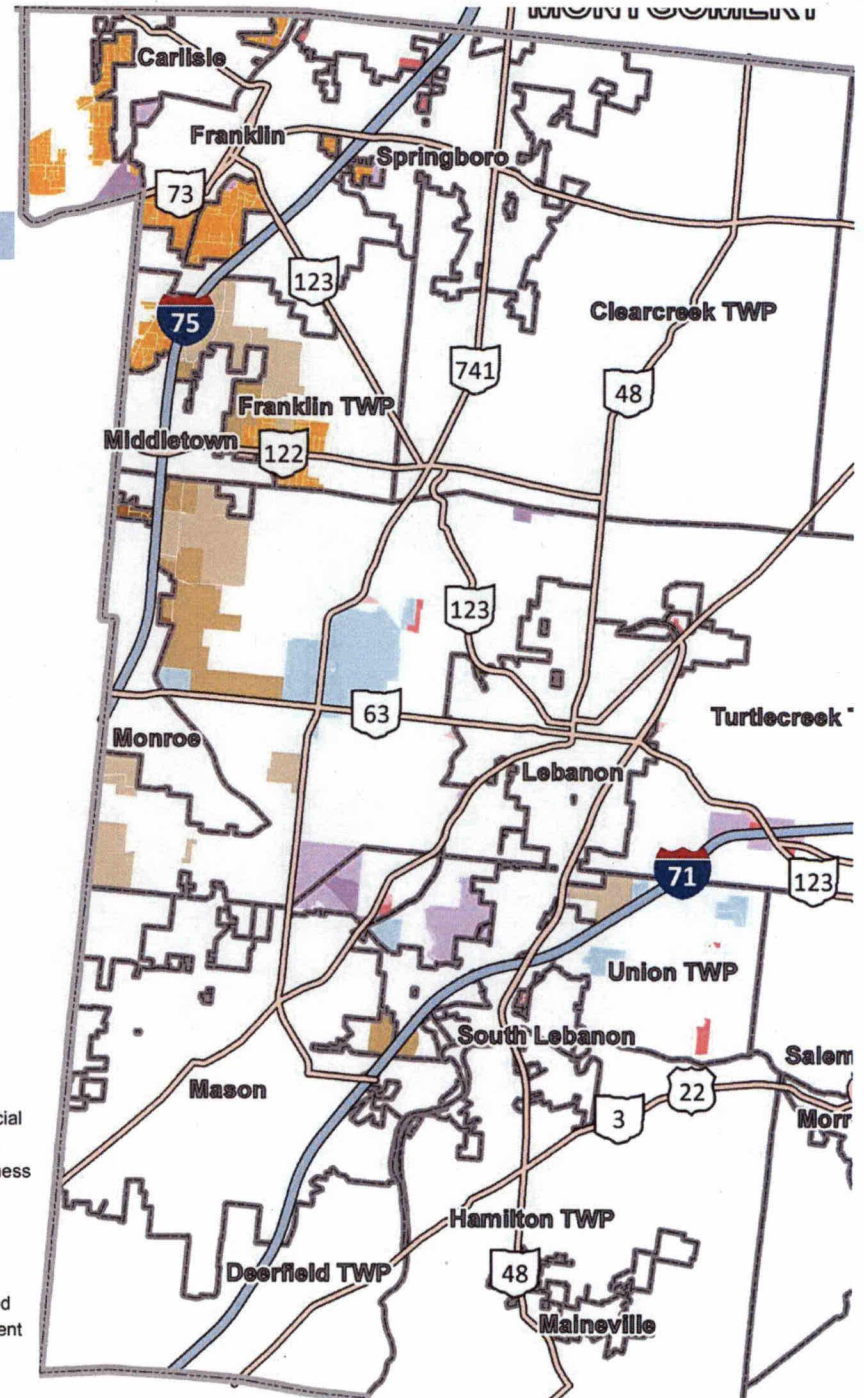 MONTGOMERY
Carlisle
Franklin
Springboro
73
123
Clearcreek TWP
75
741
48
Franklin TWP
Middletown
122
123
63
Turtlecreek
Monroe
Lebanon
71
123
Union TWP
South Lebanon
Salem
22
Mason
3
Morr
cial
ness
Hamilton TWP
Deerfield TWP
48
d
ent
Maineville